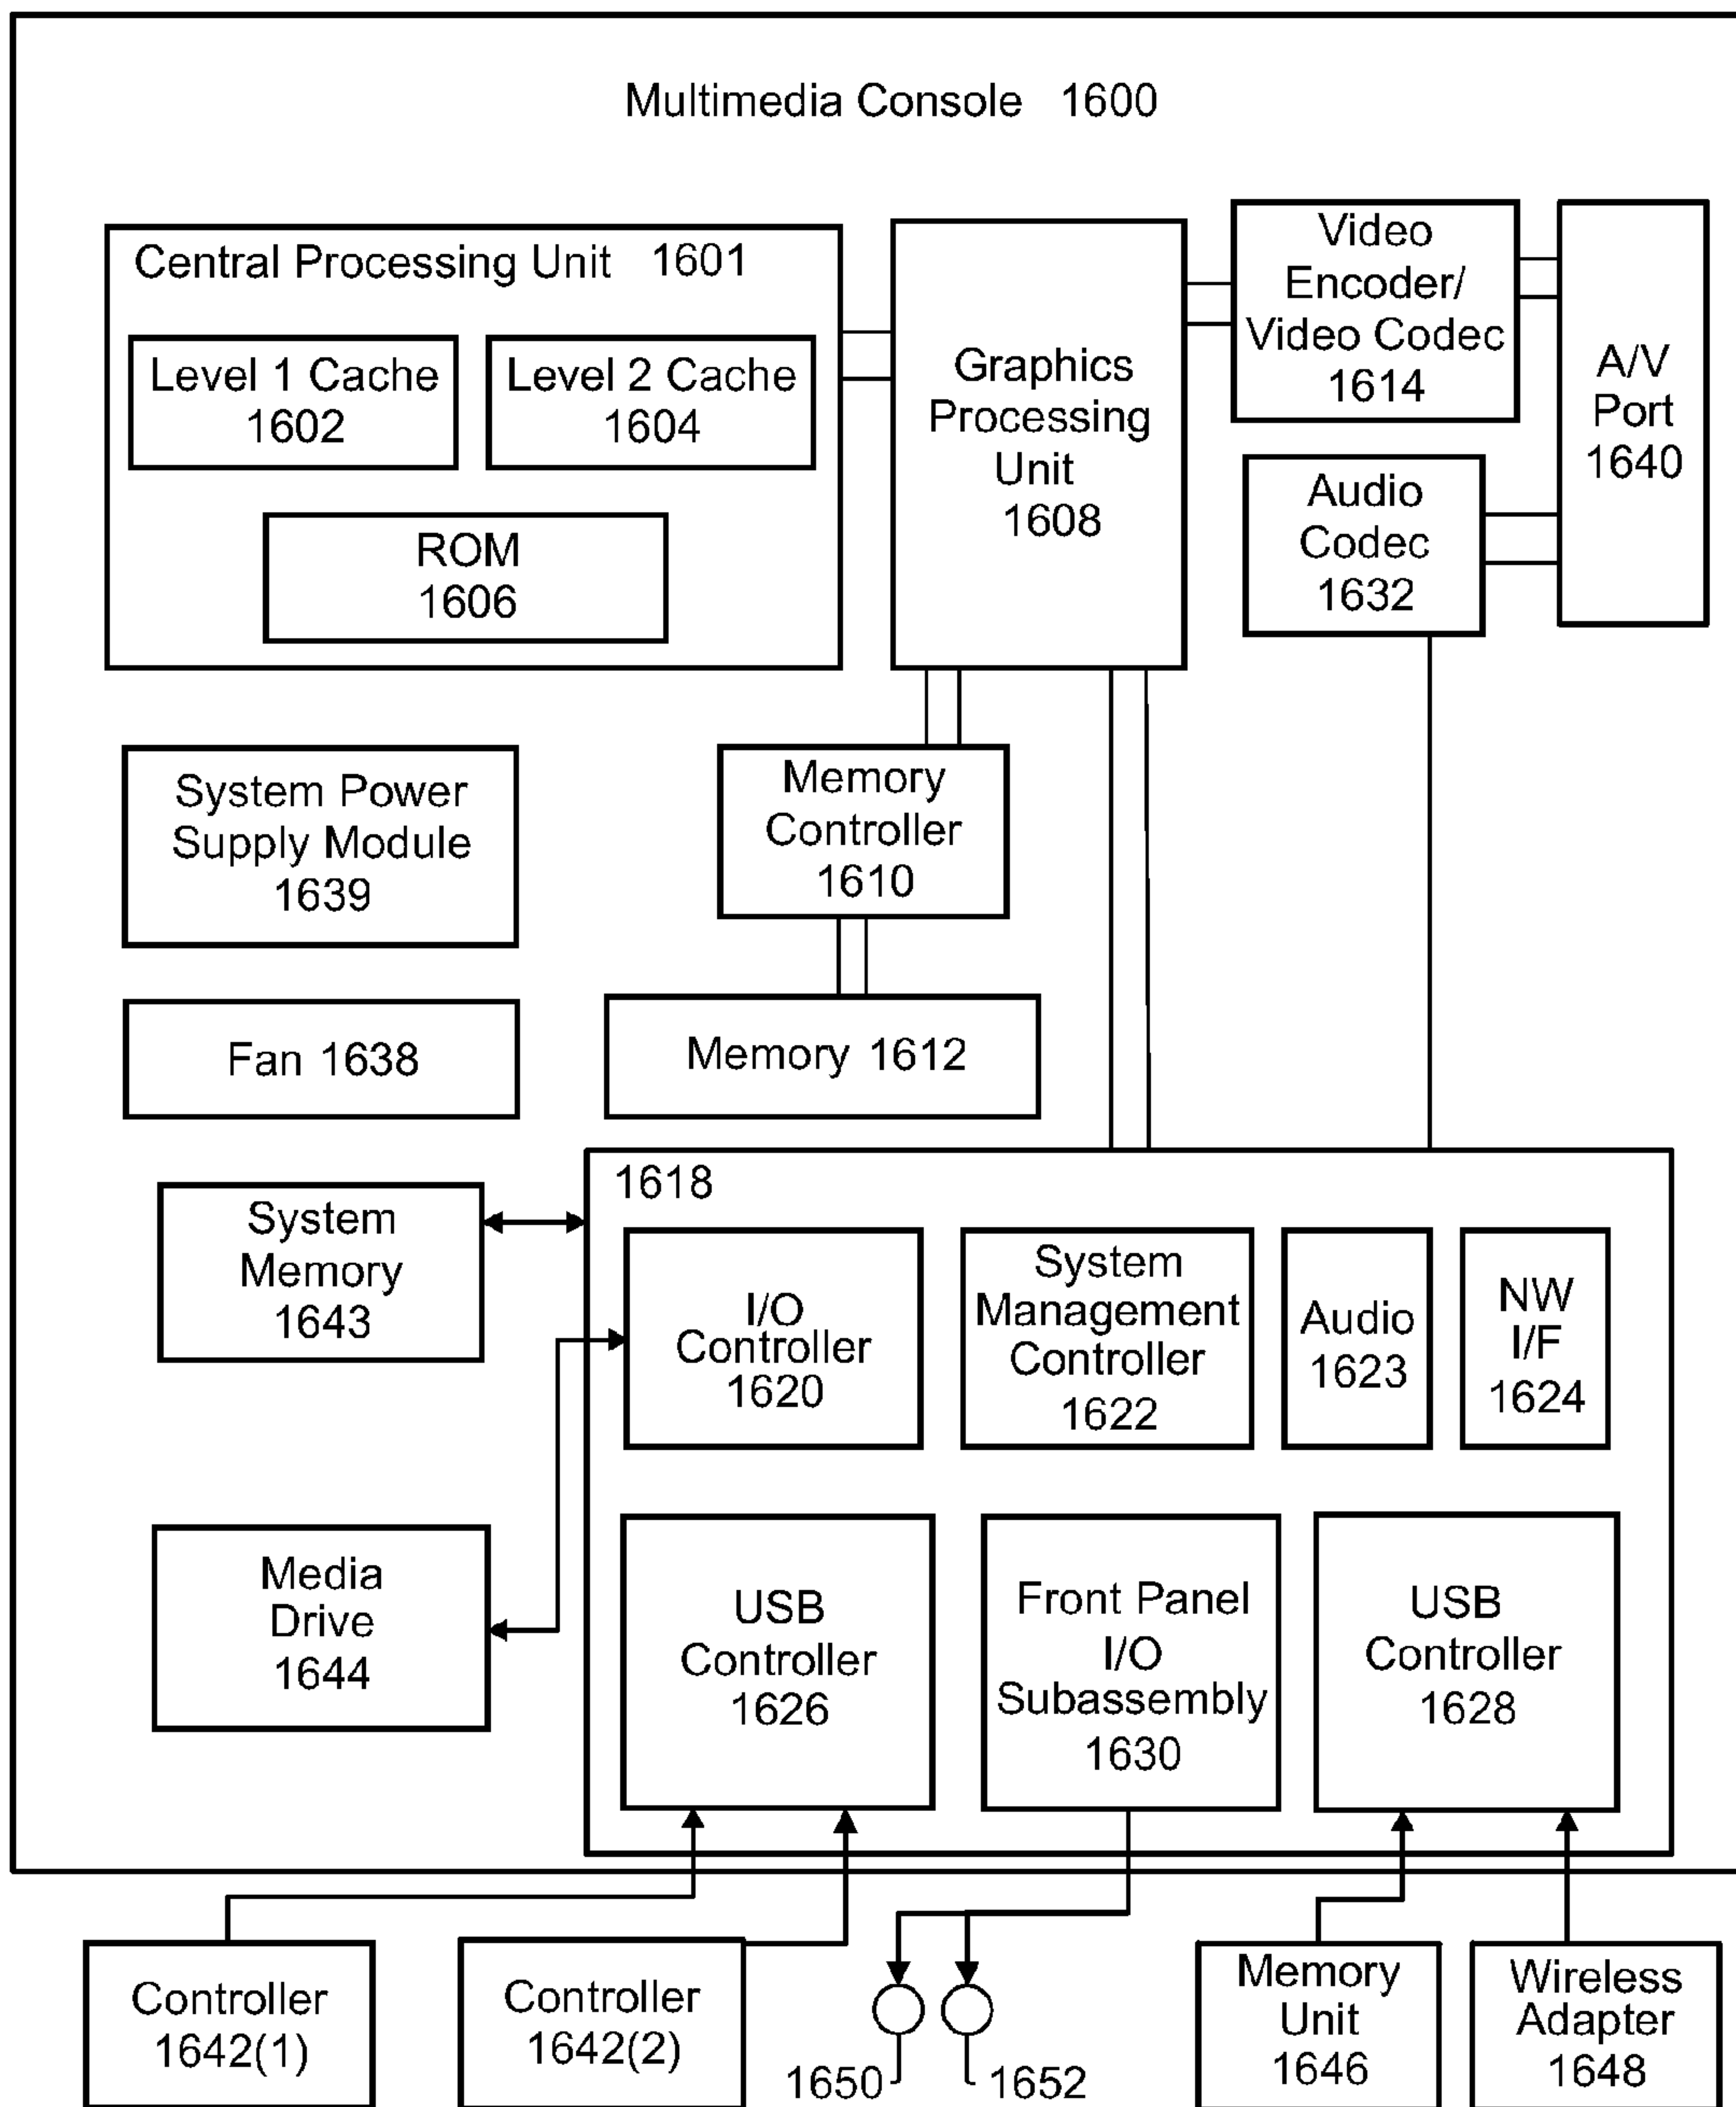 Multimedia Console 1600
Central Processing Unit 1601
Level 1 Cache
1602
Level 2 Cache
1604
ROM
1606
Graphics
Processing
Unit
1608
Video
Encoder/
Video Codec
1614
A/V
Port
1640
Audio
Codec
1632
System Power
Supply Module
1639
Memory
Controller
1610
Fan 1638
Memory 1612
1618
System
Memory
1643
I/O
Controller
1620
System
Management
Controller
1622
Audio
1623
NW
I/F
1624
Media
Drive
1644
USB
Controller
1626
Front Panel
I/O
Subassembly
1630
USB
Controller
1628
Controller
1642(1)
Controller
1642(2)
1650
1652
Memory
Unit
1646
Wireless
Adapter
1648